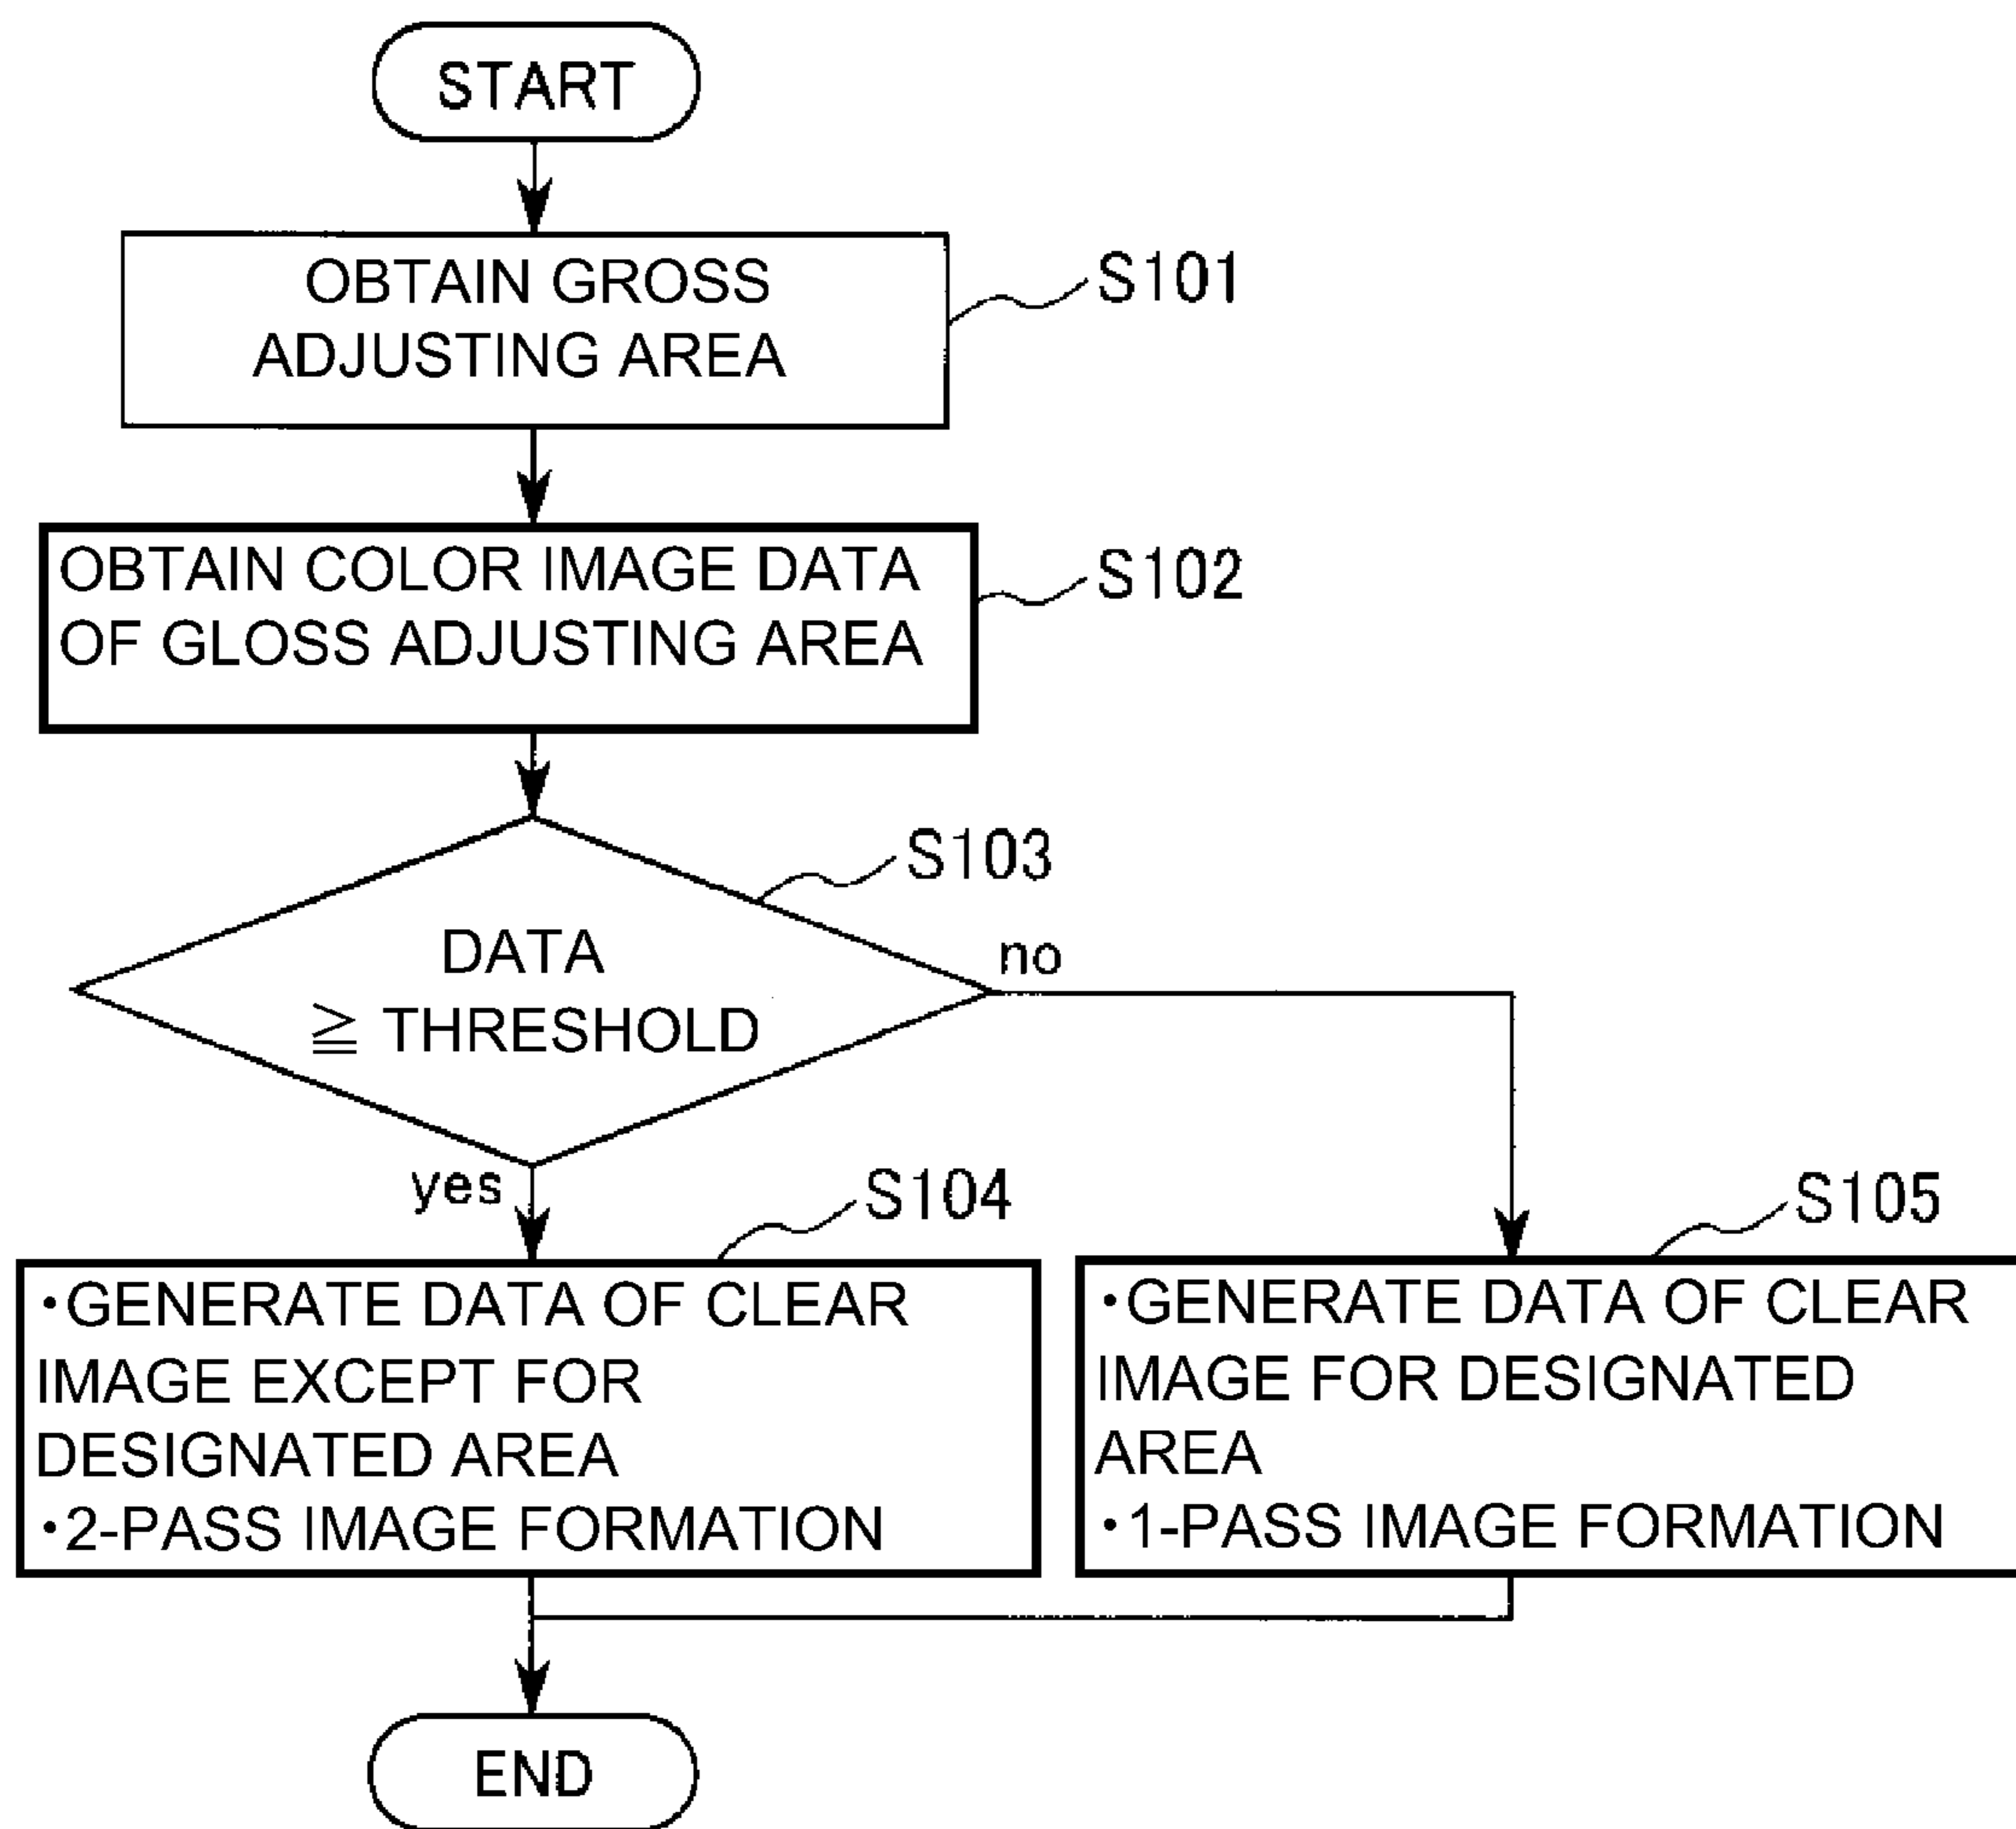 START
OBTAIN GROSS
ADJUSTING AREA
S101
OBTAIN COLOR IMAGE DATA
OF GLOSS ADJUSTING AREA
S102
DATA
≧ THRESHOLD
S103
no
yes
S104
•GENERATE DATA OF CLEAR
IMAGE EXCEPT FOR
DESIGNATED AREA
•2-PASS IMAGE FORMATION
S105
•GENERATE DATA OF CLEAR
IMAGE FOR DESIGNATED
AREA
•1-PASS IMAGE FORMATION
END